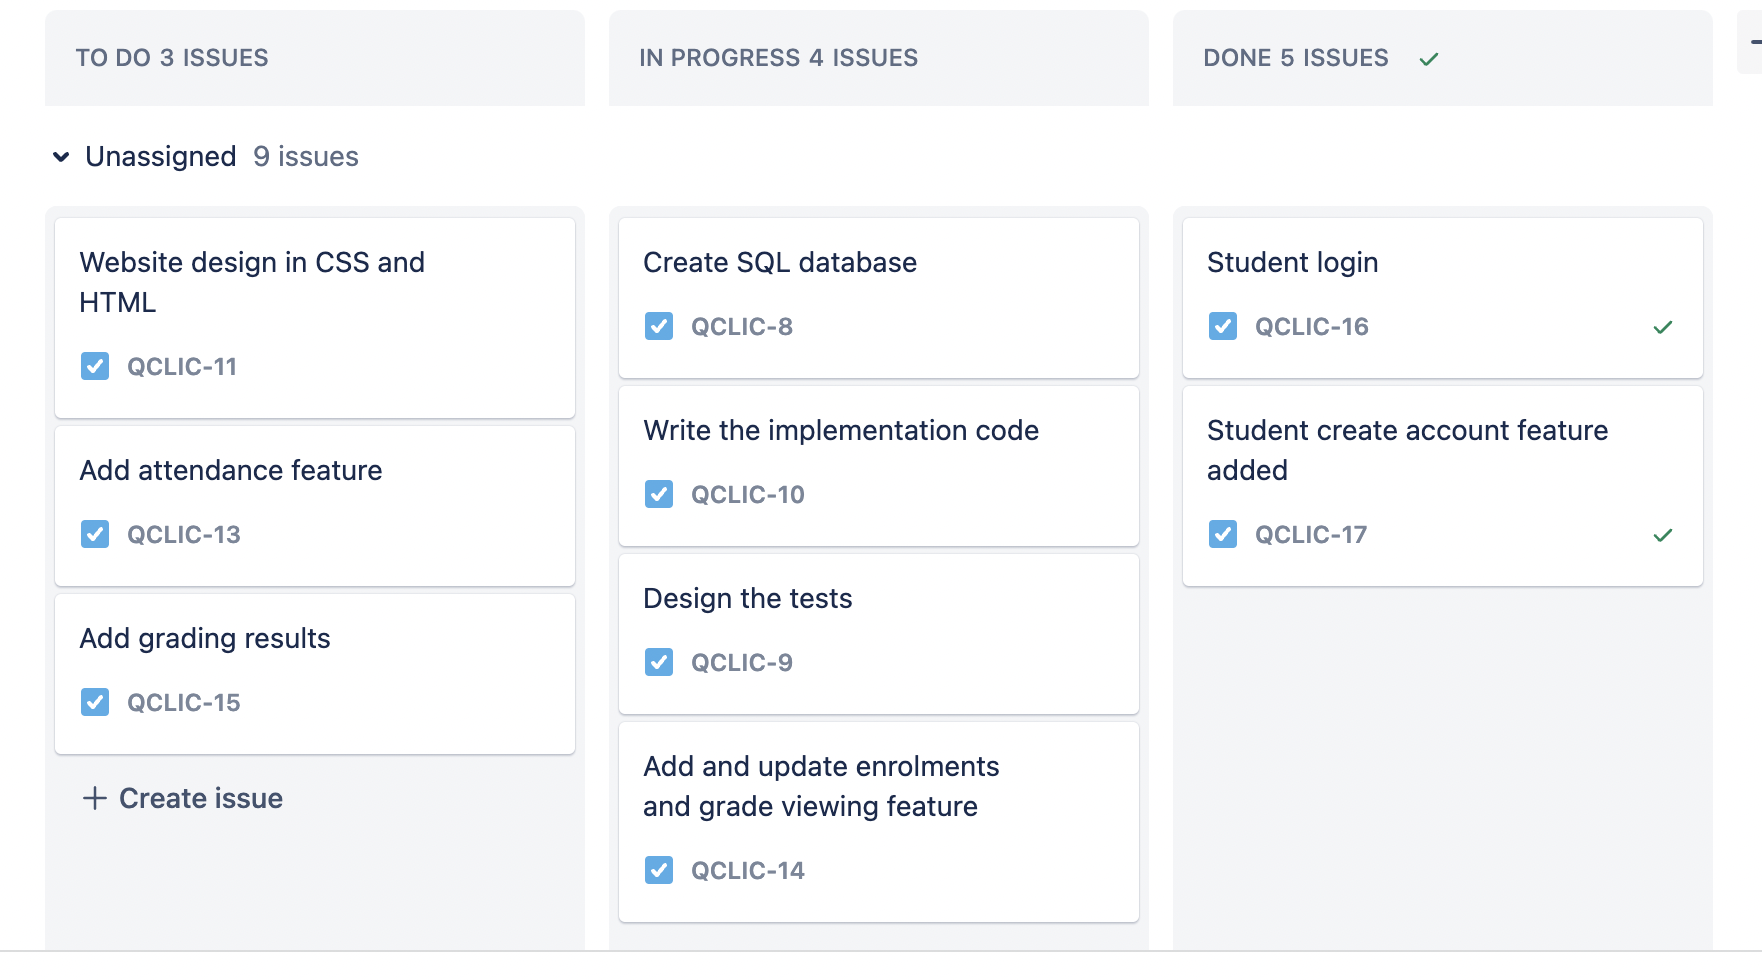 TO DO 3 ISSUES
IN PROGRESS 4 ISSUES
DONE 5 ISSUES
Unassigned 9 issues
Website design in CSS and
HTML
QCLIC-11
Add attendance feature
QCLIC-13
Add grading results
QCLIC-15
Create issue
Create SQL database
QCLIC-8
Write the implementation code
QCLIC-10
Design the tests
QCLIC-9
Add and update enrolments
and grade viewing feature
QCLIC-14
Student login
QCLIC-16
Student create account feature
added
QCLIC-17